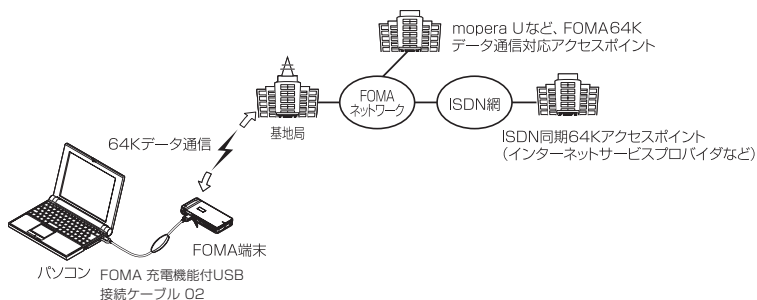 mopera Uなど、FOMA64K
データ通信対応アクセスポイント
FOMA
ネットワーク
ISDN網
基地局
ISDN同期64Kアクセスポイント
（インターネットサービスプロバイダなど）
64Kデータ通信
FOMA端末
パソコン
FOMA 充電機能付USB
接続ケーブル 02